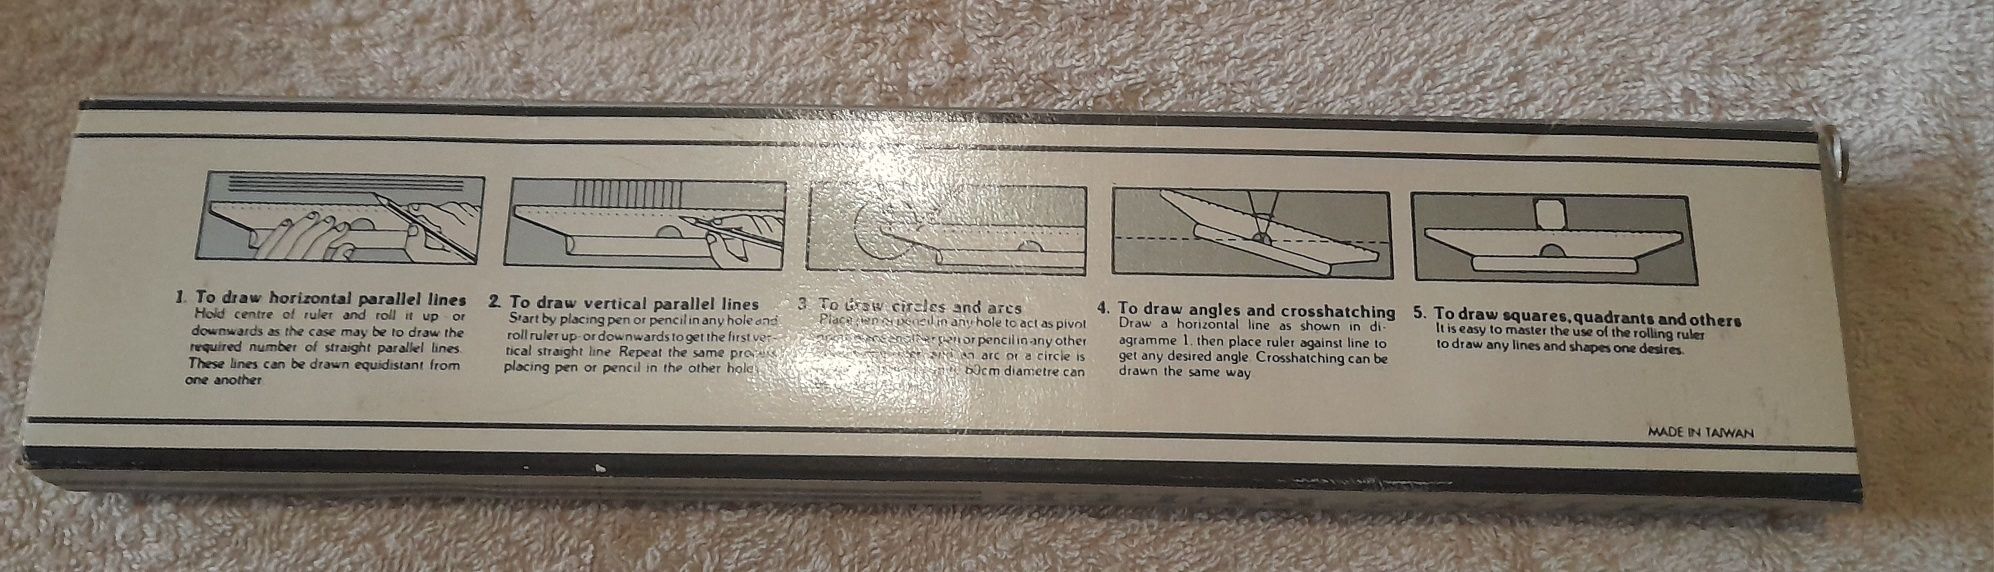 1. To draw horizontal parallel lines
Hold centre of ruler and roll it up- or
downwards as the case may be to draw the
required number of straight parallel lines.
These lines can be drawn equidistant from
one another.
2. To draw vertical parallel lines
Start by placing pen or pencil in any hole and
roll ruler up- or downwards to get the first ver-
tical straight line. Repeat the same process
placing pen or pencil in the other hole
3. To draw circles and arcs
Place pen or pencil in any hole to act as pivot
another pen or pencil in any other
an arc or a circle is
60cm diametre can
4. To draw angles and crosshatching
Draw a horizontal line as shown in di-
agramme 1, then place ruler against line to
get any desired angle. Crosshatching can be
drawn the same way.
5. To draw squares, quadrants and others
It is easy to master the use of the rolling ruler
to draw any lines and shapes one desires.
MADE IN TAIWAN